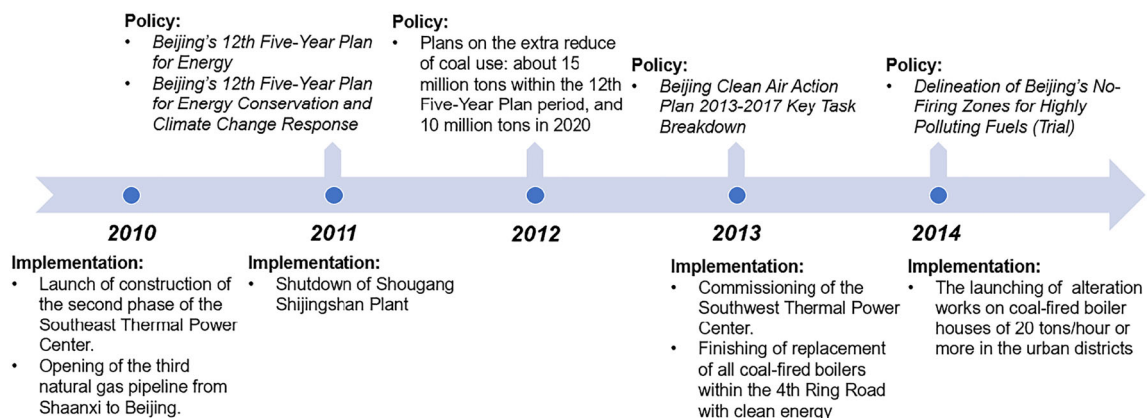 Policy:
• Beijing's 12th Five-Year Plan
for Energy
• Beijing's 12th Five-Year Plan
for Energy Conservation and
Climate Change Response
Policy:
• Plans on the extra reduce
of coal use: about 15
million tons within the 12th
Five-Year Plan period, and
10 million tons in 2020
Policy:
• Beijing Clean Air Action
Plan 2013-2017 Key Task
Breakdown
Policy:
• Delineation of Beijing's No-
Firing Zones for Highly
Polluting Fuels (Trial)
2010
2011
2012
2013
2014
Implementation:
• Launch of construction of
the second phase of the
Southeast Thermal Power
Center.
• Opening of the third
natural gas pipeline from
Shaanxi to Beijing.
Implementation:
• Shutdown of Shougang
Shijingshan Plant
Implementation:
• Commissioning of the
Southwest Thermal Power
Center.
• Finishing of replacement
of all coal-fired boilers
within the 4th Ring Road
with clean energy
Implementation:
• The launching of alteration
works on coal-fired boiler
houses of 20 tons/hour or
more in the urban districts